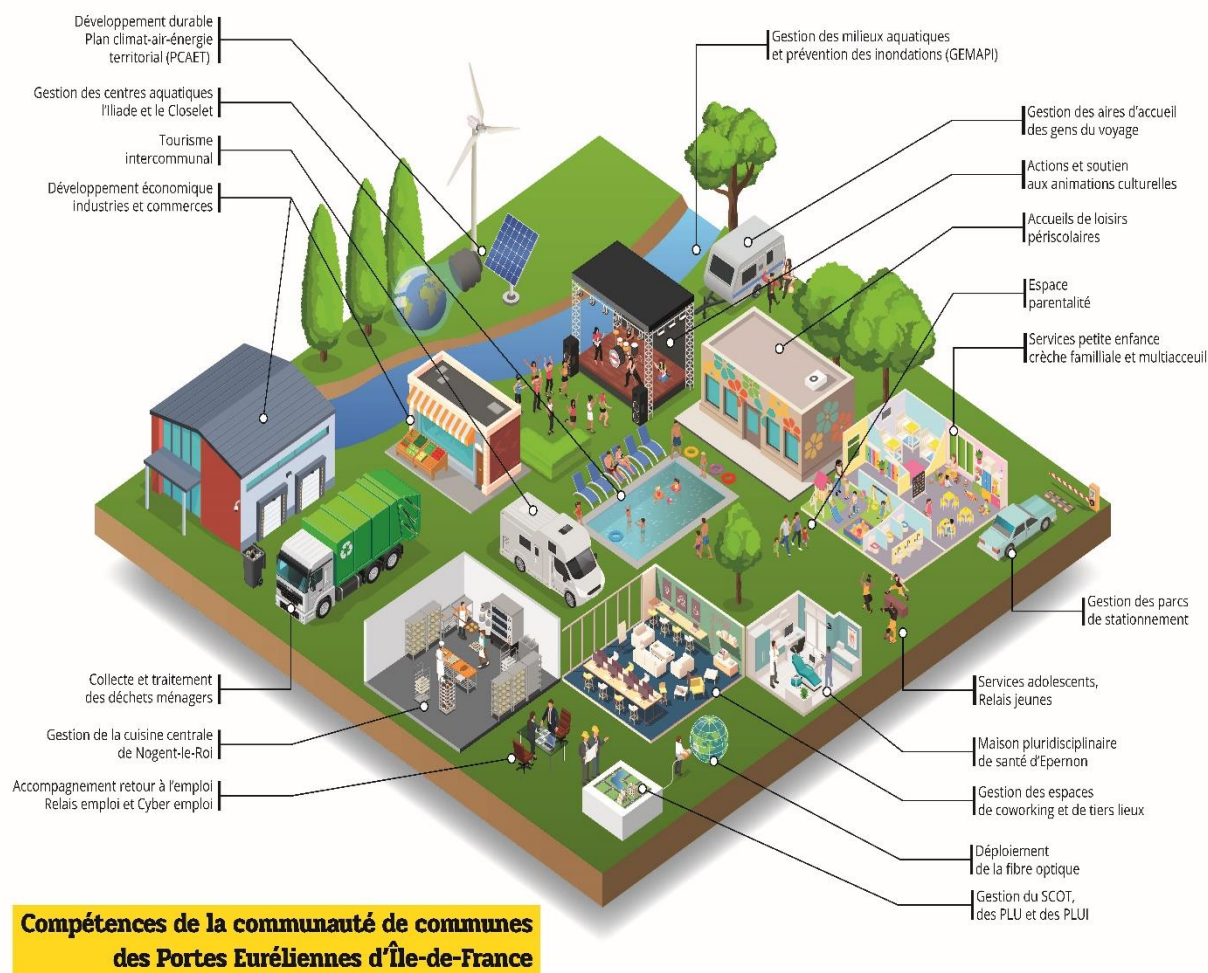 Développement durable
Plan climat-air-énergie
territorial (PCAET)
Gestion des centres aquatiques
l'Iliade et le Closelet
Tourisme
intercommunal
Développement économique
industries et commerces
Gestion des milieux aquatiques
et prévention des inondations (GEMAPI)
Gestion des aires d'accueil
des gens du voyage
Actions et soutien
aux animations culturelles
Accueils de loisirs
périscolaires
Espace
parentalité
Services petite enfance
crèche familliale et multiacceuil
Gestion des parcs
de stationnement
Services adolescents,
Relais jeunes
Maison pluridisciplinaire
de santé d'Epernon
Gestion des espaces
de coworking et de tiers lieux
Déploiement
de la fibre optique
Gestion du SCOT,
des PLU et des PLUI
Collecte et traitement
des déchets ménagers
Gestion de la cuisine centrale
de Nogent-le-Roi
Accompagnement retour à l'emploi
Relais emploi et Cyber emploi
Compétences de la communauté de communes
des Portes Euréliennes d'Île-de-France